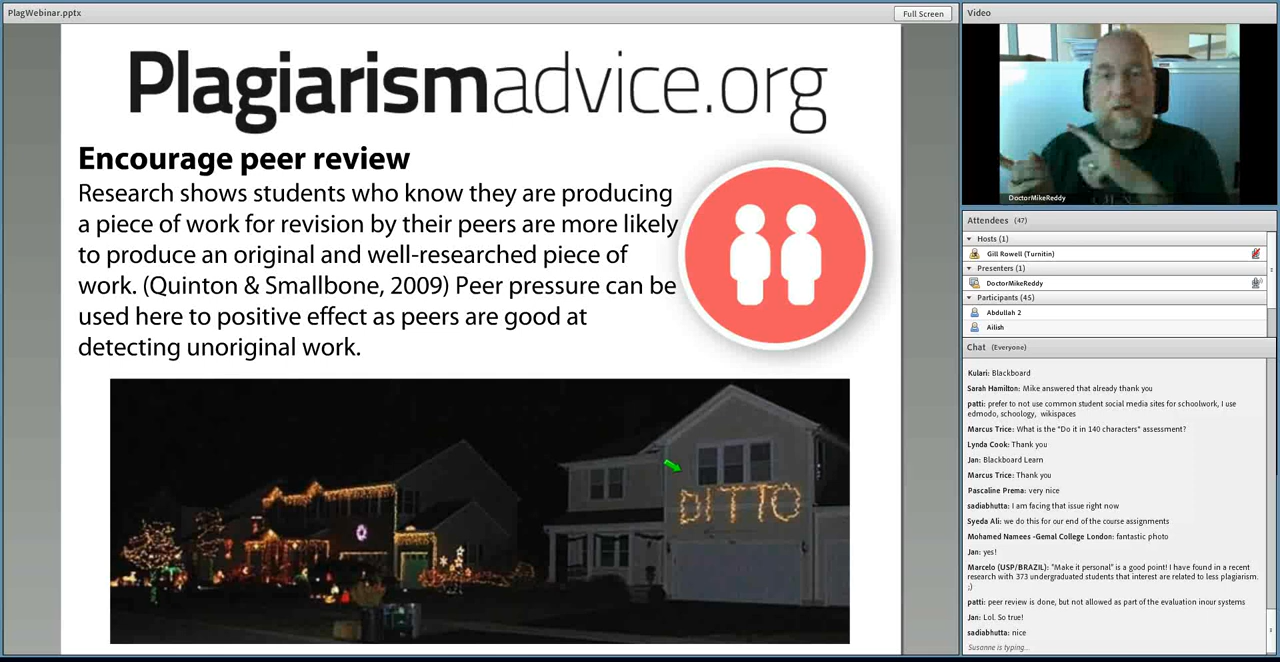 PlagWebinar.pptx
Full Screen
Plagiarismadvice.org
Encourage peer review
Research shows students who know they are producing
a piece of work for revision by their peers are more likely
to produce an original and well-researched piece of
work. (Quinton & Smallbone, 2009) Peer pressure can be
used here to positive effect as peers are good at
detecting unoriginal work.
DITTO
Video
DoctorMikeReddy
Attendees (47)
Hosts (1)
Gill Rowell (Turnitin)
Presenters (1)
DoctorMikeReddy
Participants (45)
Abdullah 2
Ailish
Chat (Everyone)
Kulari: Blackboard
Sarah Hamilton: Mike answered that already thank you
patti: prefer to not use common student social media sites for schoolwork, I use
edmodo, schoology, wikispaces
Marcus Trice: What is the "Do it in 140 characters" assessment?
Lynda Cook: Thank you
Jan: Blackboard Learn
Marcus Trice: Thank you
Pascaline Prema: very nice
sadiabhutta: I am facing that issue right now
Syeda Ali: we do this for our end of the course assignments
Mohamed Namees -Gemal College London: fantastic photo
Jan: yes!
Marcelo (USP/BRAZIL): "Make it personal" is a good point! I have found in a recent
research with 373 undergraduated students that interest are related to less plagiarism.
;)
patti: peer review is done, but not allowed as part of the evaluation inour systems
Jan: Lol. So true!
sadiabhutta: nice
Susanne is typing...